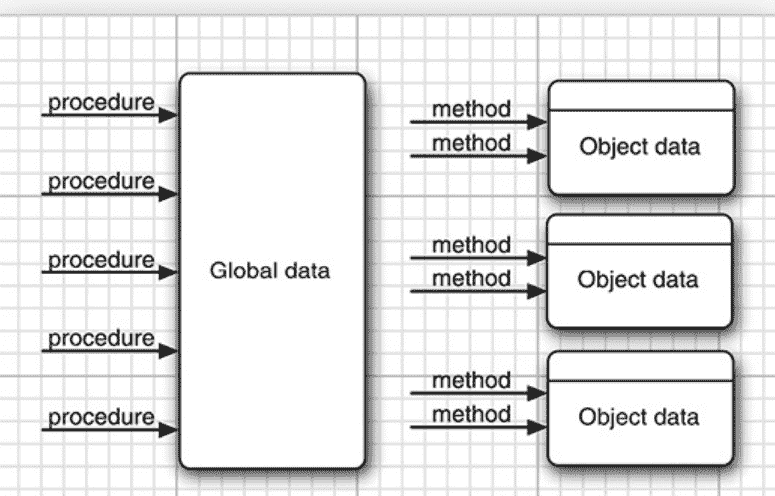 procedure
procedure
procedure
procedure
procedure
Global data
method
method
Object data
method
method
Object data
method
method
Object data